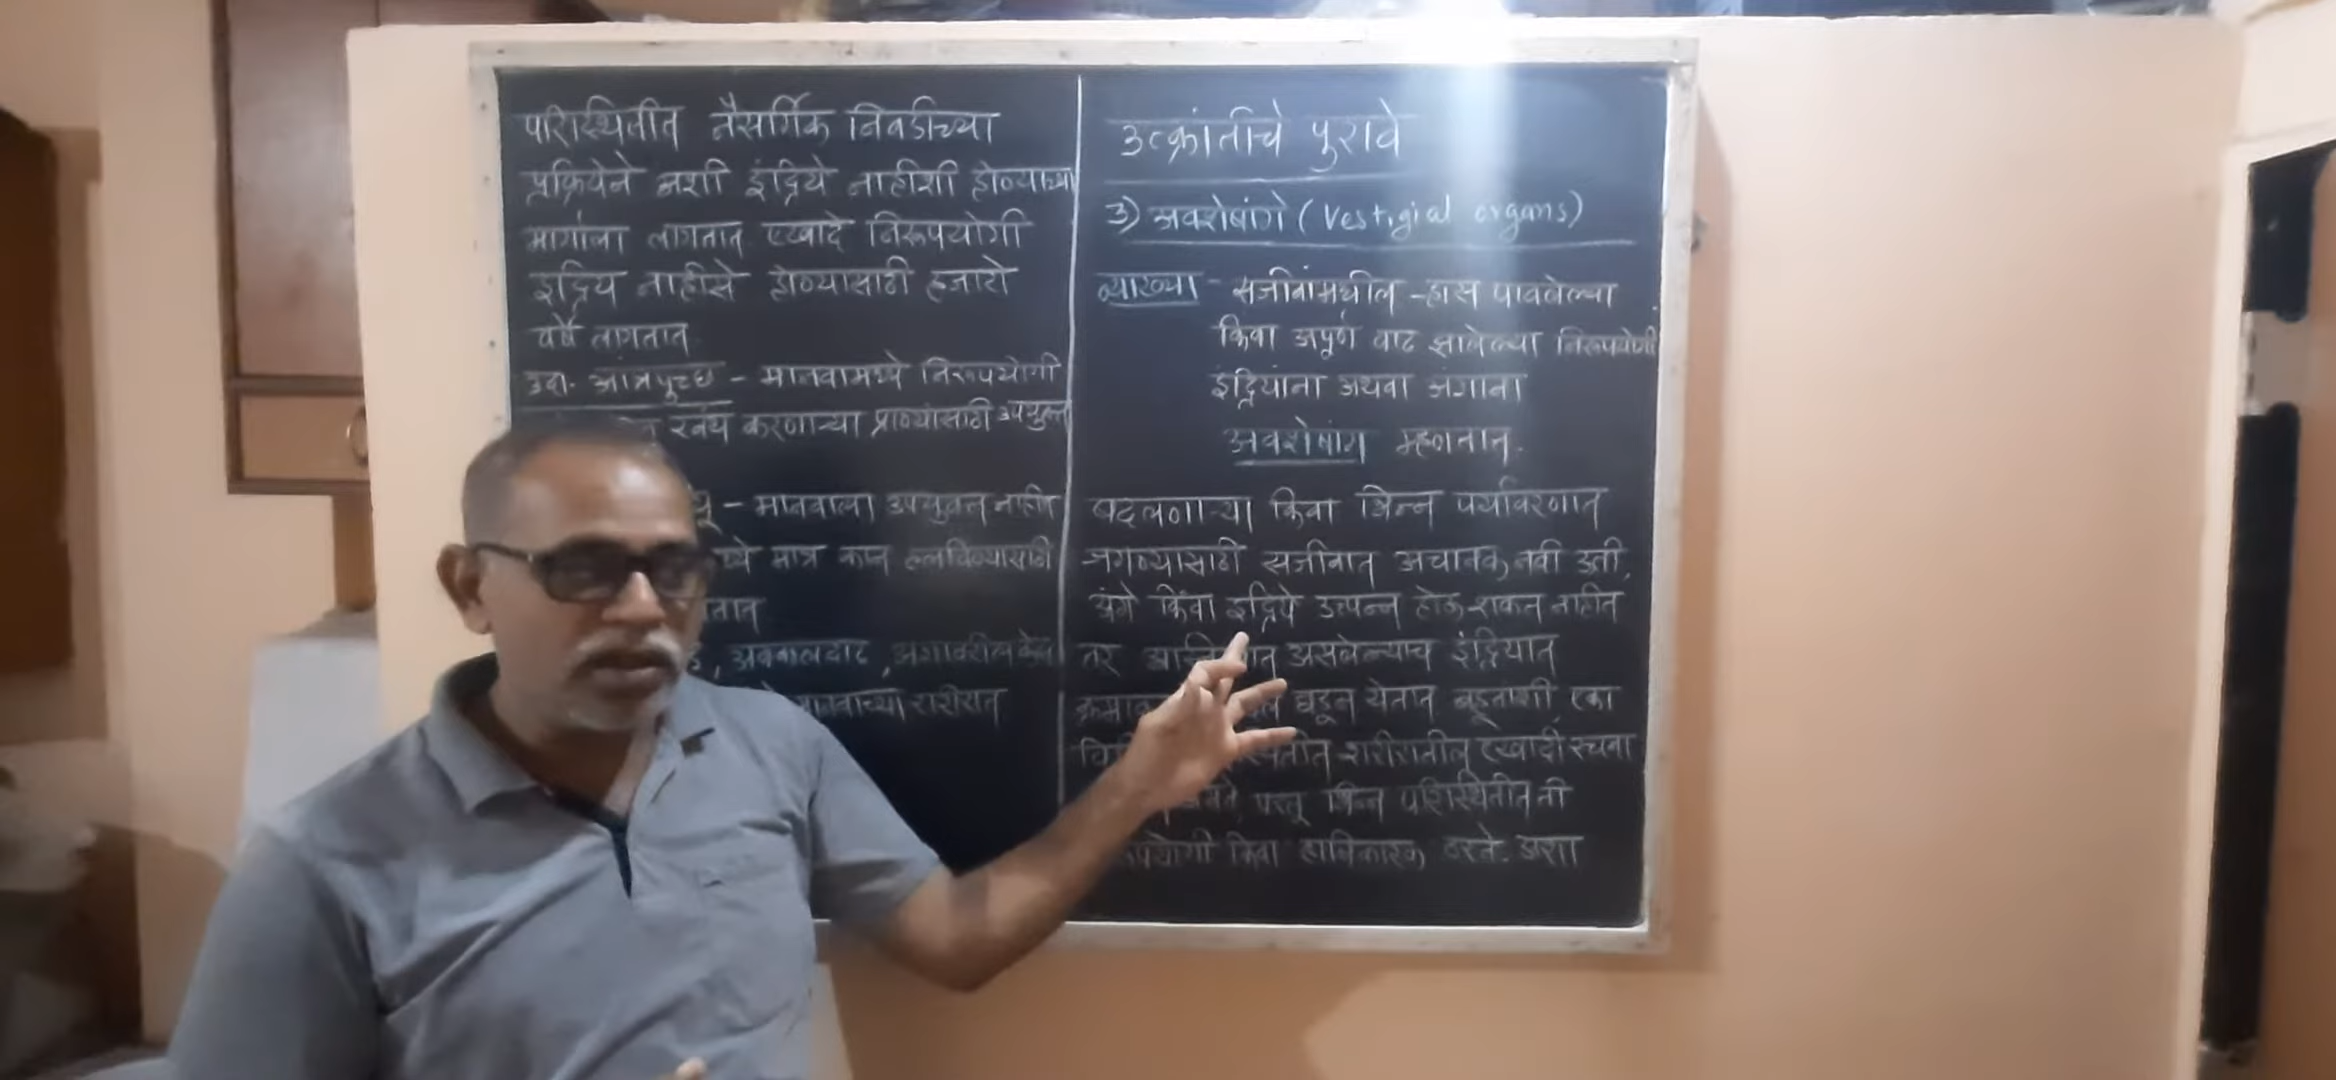 उत्क्रांतीचे पुरावे
3) अवशेषांगे (Vestigial organs)
व्याख्या - सजीवांमधील ऱ्हास पावलेल्या
किंवा अपूर्ण वाढ झालेल्या निरूपयोगी
इंद्रियांना अथवा अंगांना
अवशेषांग म्हणतात.
बदलणाऱ्या किंवा भिन्न पर्यावरणात
जगण्यासाठी सजीवात अचानक नवी उती,
अंगे किंवा इंद्रिये उत्पन्न होऊ शकत नाहीत
तर असलेल्याच इंद्रियात
घडून येतात बहुतांशी एका
शरीरातील एखादी रचना
परंतू भिन्न परिस्थितीत ती
किंवा हानिकारक ठरते. अशा
परिस्थितीत नैसर्गिक निवडीच्या
प्रक्रियेने अशी इंद्रिये नाहीशी होण्याच्या
मार्गाला लागतात. एखादे निरूपयोगी
इंद्रिय नाहीसे होण्यासाठी हजारो
वर्षे लागतात.
उदा. आंत्रपुच्छ - मानवामध्ये निरूपयोगी
रवंथ करणाऱ्या प्राण्यांसाठी उपयुक्त
- मानवाला उपयुक्त नाहीत
मात्र कान हलविण्यासाठी
, अक्कलदाढ, अंगावरील केस
मानवाच्या शरीरात